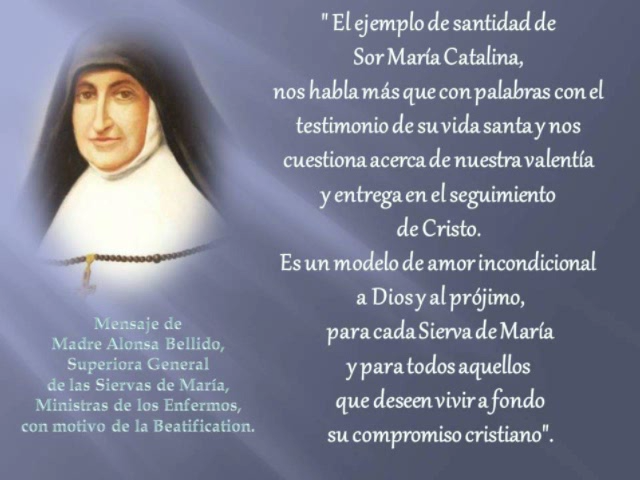 " El ejemplo de santidad de
Sor María Catalina,
nos habla más que con palabras con el
testimonio de su vida santa y nos
cuestiona acerca de nuestra valentía
y entrega en el seguimiento
de Cristo.
Es un modelo de amor incondicional
a Dios y al prójimo,
para cada Sierva de María
y para todos aquellos
que deseen vivir a fondo
su compromiso cristiano".
Mensaje de
Madre Alonsa Bellido,
Superiora General
de las Siervas de María,
Ministras de los Enfermos,
con motivo de la Beatification.